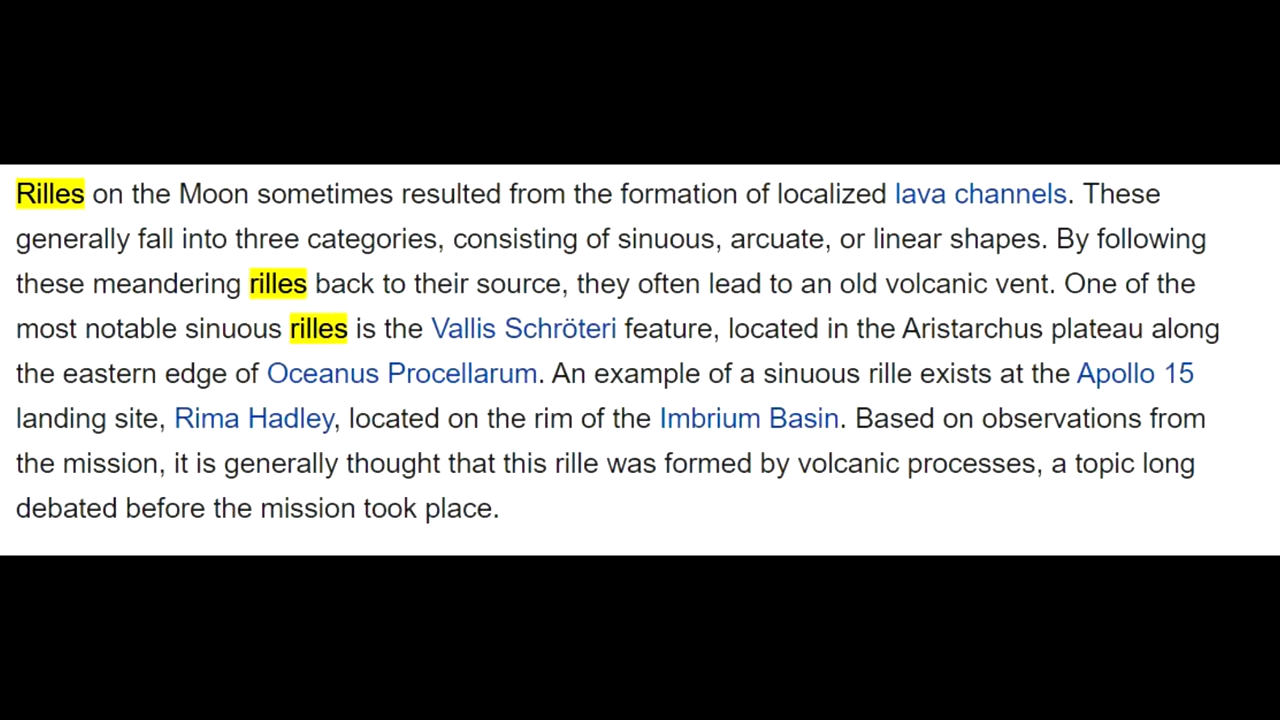 Rilles on the Moon sometimes resulted from the formation of localized lava channels. These
generally fall into three categories, consisting of sinuous, arcuate, or linear shapes. By following
these meandering rilles back to their source, they often lead to an old volcanic vent. One of the
most notable sinuous rilles is the Vallis Schröteri feature, located in the Aristarchus plateau along
the eastern edge of Oceanus Procellarum. An example of a sinuous rille exists at the Apollo 15
landing site, Rima Hadley, located on the rim of the Imbrium Basin. Based on observations from
the mission, it is generally thought that this rille was formed by volcanic processes, a topic long
debated before the mission took place.